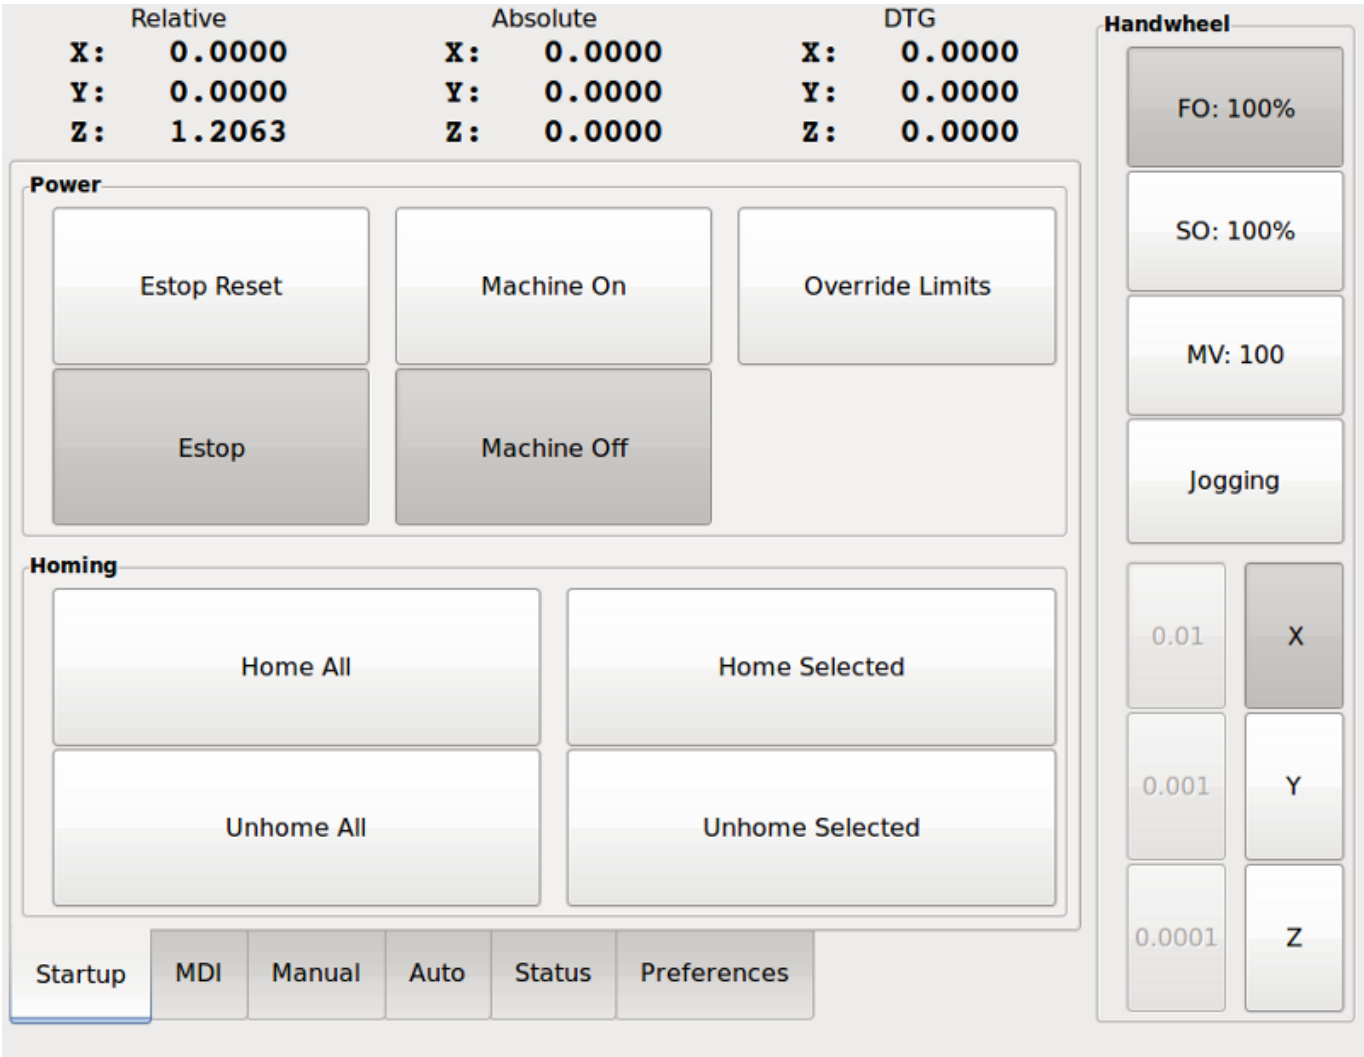 Relative Absolute DTG
X: 0.0000 X: 0.0000 X: 0.0000
Y: 0.0000 Y: 0.0000 Y: 0.0000
Z: 1.2063 Z: 0.0000 Z: 0.0000
Power
Estop Reset Machine On Override Limits
Estop Machine Off
Homing
Home All Home Selected
Unhome All Unhome Selected
Startup MDI Manual Auto Status Preferences
Handwheel
FO: 100%
SO: 100%
MV: 100
Jogging
0.01 X
0.001 Y
0.0001 Z